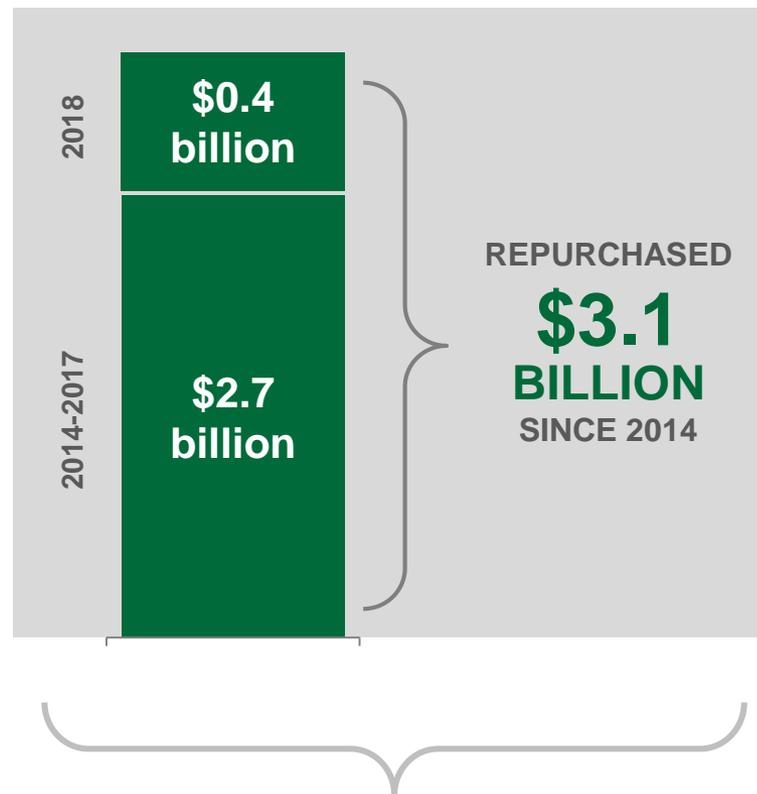 2018
$0.4
billion
2014-2017
$2.7
billion
REPURCHASED
$3.1
BILLION
SINCE 2014